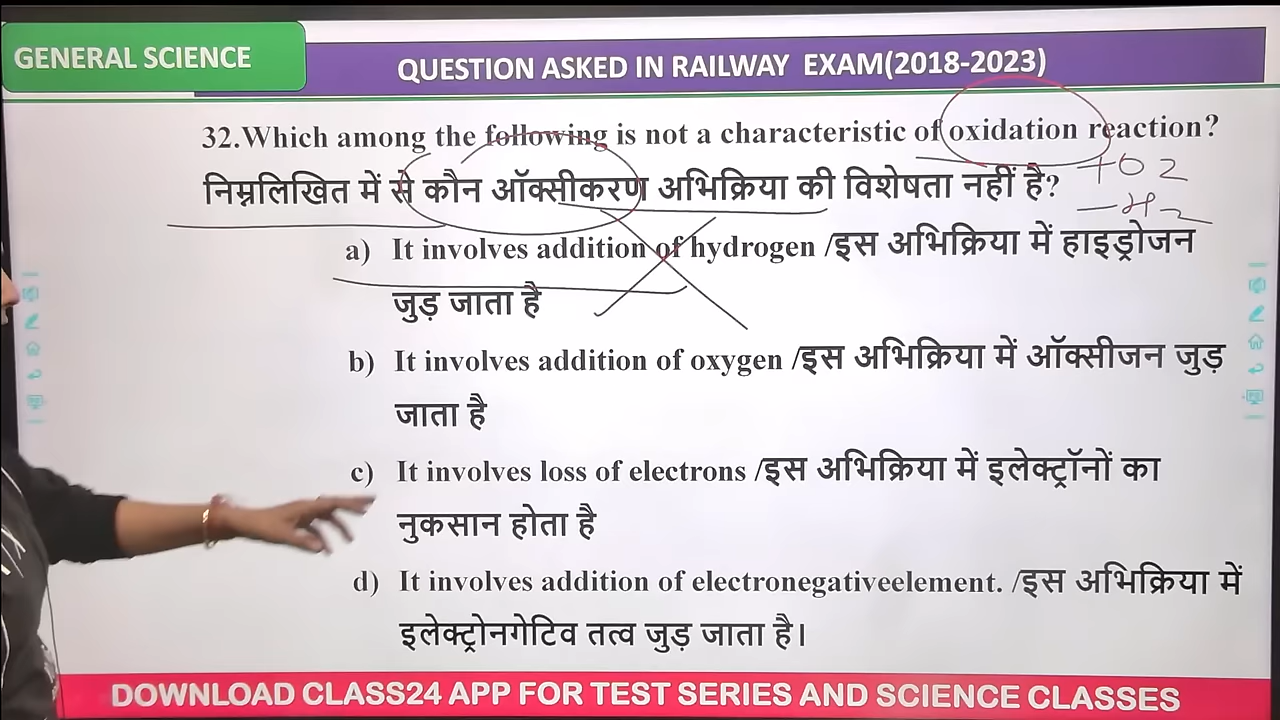 GENERAL SCIENCE
QUESTION ASKED IN RAILWAY EXAM(2018-2023)
32.Which among the following is not a characteristic of oxidation reaction?
+O2
निम्नलिखित में से कौन ऑक्सीकरण अभिक्रिया की विशेषता नहीं है?
-H2
a) It involves addition of hydrogen /इस अभिक्रिया में हाइड्रोजन
जुड़ जाता है
b) It involves addition of oxygen /इस अभिक्रिया में ऑक्सीजन जुड़
जाता है
c) It involves loss of electrons /इस अभिक्रिया में इलेक्ट्रॉनों का
नुकसान होता है
d) It involves addition of electronegativeelement. /इस अभिक्रिया में
इलेक्ट्रोनगेटिव तत्व जुड़ जाता है।
DOWNLOAD CLASS24 APP FOR TEST SERIES AND SCIENCE CLASSES